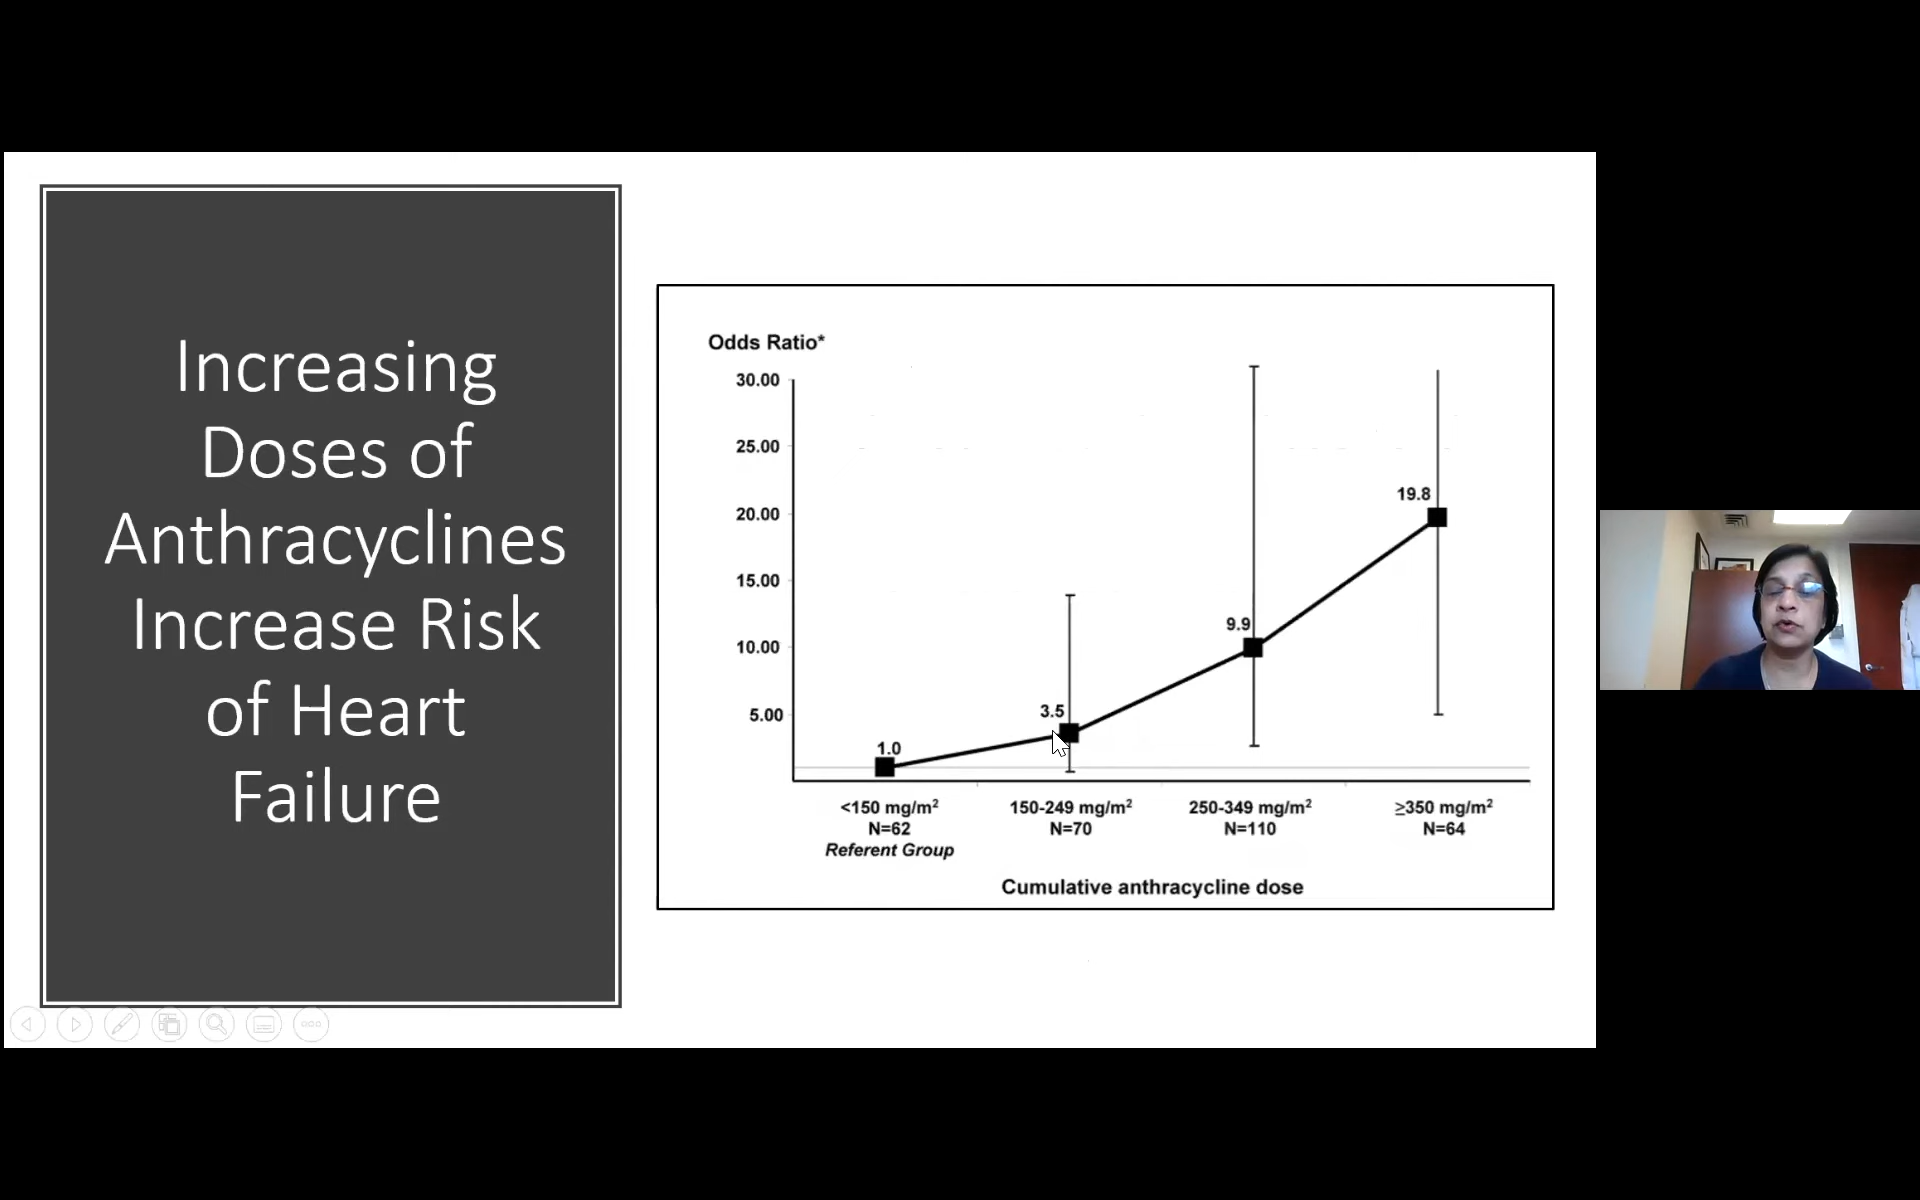 Increasing
Doses of
Anthracyclines
Increase Risk
of Heart
Failure
Odds Ratio*
30.00
25.00
20.00
15.00
10.00
5.00
1.0
3.5
9.9
19.8
<150 mg/m² 150-249 mg/m² 250-349 mg/m² ≥350 mg/m²
N=62 N=70 N=110 N=64
Referent Group
Cumulative anthracycline dose